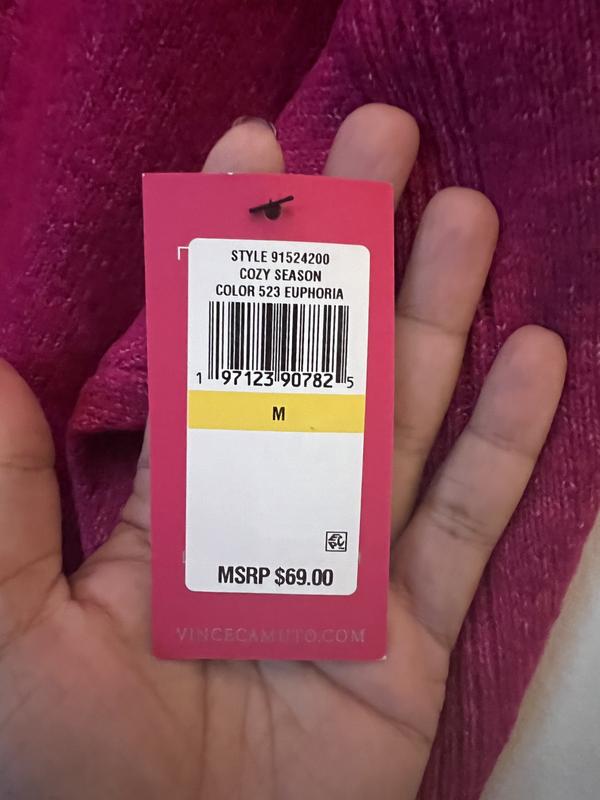 STYLE 91524200
COZY SEASON
COLOR 523 EUPHORIA
1 97123 90782 5
M
MSRP $69.00
VINCECAMUTO.COM